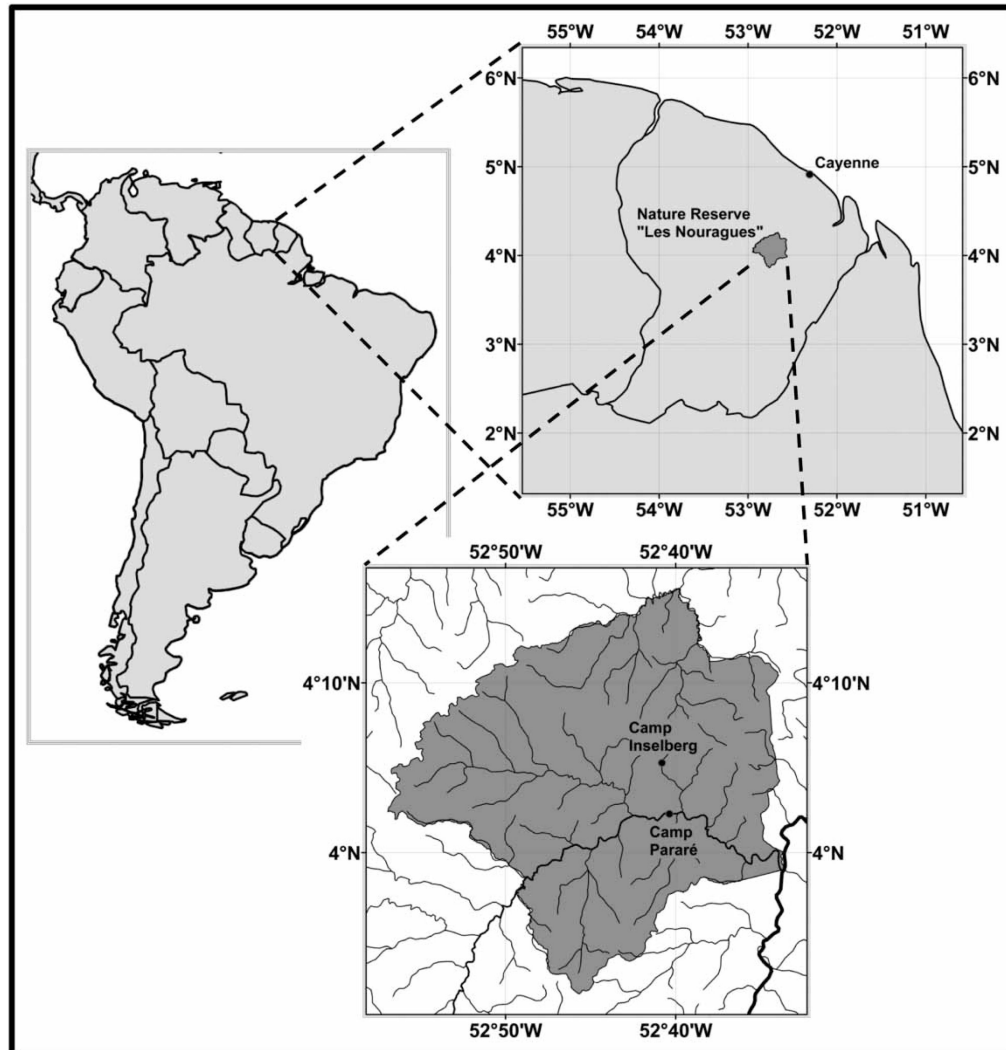 55°W 54°W 53°W 52°W 51°W
6°N 6°N
5°N 5°N
Cayenne
Nature Reserve
"Les Nouragues"
4°N 4°N
3°N 3°N
2°N 2°N
55°W 54°W 53°W 52°W 51°W
52°50'W 52°40'W
4°10'N 4°10'N
Camp
Inselberg
Camp
Pararé
4°N 4°N
52°50'W 52°40'W